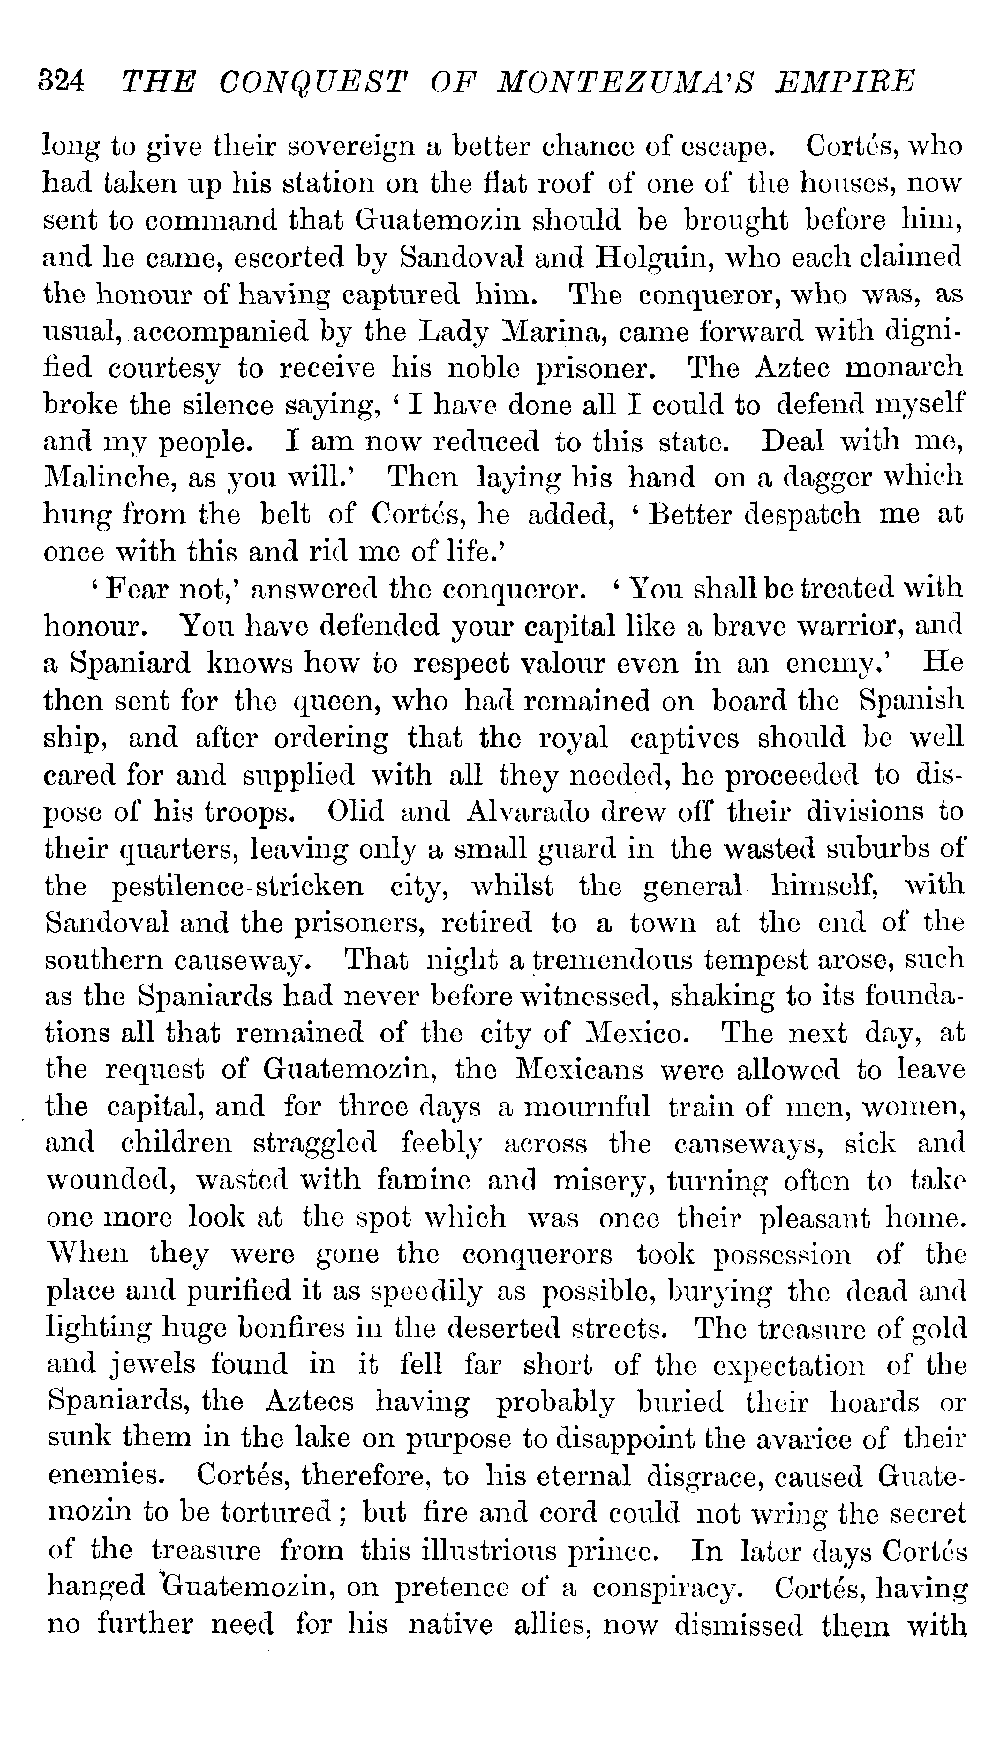 324 THE CONQUEST OF MONTEZUMA'S EMPIRE
long to give their sovereign a better chance of escape. Cortés, who
had taken up his station on the flat roof of one of the houses, now
sent to command that Guatemozin should be brought before him,
and he came, escorted by Sandoval and Holguin, who each claimed
the honour of having captured him. The conqueror, who was, as
usual, accompanied by the Lady Marina, came forward with digni-
fied courtesy to receive his noble prisoner. The Aztec monarch
broke the silence saying, ‘ I have done all I could to defend myself
and my people. I am now reduced to this state. Deal with me,
Malinche, as you will.’ Then laying his hand on a dagger which
hung from the belt of Cortés, he added, ‘ Better despatch me at
once with this and rid me of life.’
‘ Fear not,’ answered the conqueror. ‘ You shall be treated with
honour. You have defended your capital like a brave warrior, and
a Spaniard knows how to respect valour even in an enemy.’ He
then sent for the queen, who had remained on board the Spanish
ship, and after ordering that the royal captives should be well
cared for and supplied with all they needed, he proceeded to dis-
pose of his troops. Olid and Alvarado drew off their divisions to
their quarters, leaving only a small guard in the wasted suburbs of
the pestilence-stricken city, whilst the general himself, with
Sandoval and the prisoners, retired to a town at the end of the
southern causeway. That night a tremendous tempest arose, such
as the Spaniards had never before witnessed, shaking to its founda-
tions all that remained of the city of Mexico. The next day, at
the request of Guatemozin, the Mexicans were allowed to leave
the capital, and for three days a mournful train of men, women,
and children straggled feebly across the causeways, sick and
wounded, wasted with famine and misery, turning often to take
one more look at the spot which was once their pleasant home.
When they were gone the conquerors took possession of the
place and purified it as speedily as possible, burying the dead and
lighting huge bonfires in the deserted streets. The treasure of gold
and jewels found in it fell far short of the expectation of the
Spaniards, the Aztecs having probably buried their hoards or
sunk them in the lake on purpose to disappoint the avarice of their
enemies. Cortés, therefore, to his eternal disgrace, caused Guate-
mozin to be tortured ; but fire and cord could not wring the secret
of the treasure from this illustrious prince. In later days Cortés
hanged Guatemozin, on pretence of a conspiracy. Cortés, having
no further need for his native allies, now dismissed them with